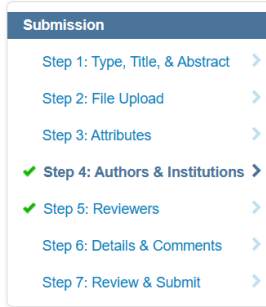 Submission
Step 1: Type, Title, & Abstract
Step 2: File Upload
Step 3: Attributes
Step 4: Authors & Institutions
Step 5: Reviewers
Step 6: Details & Comments
Step 7: Review & Submit